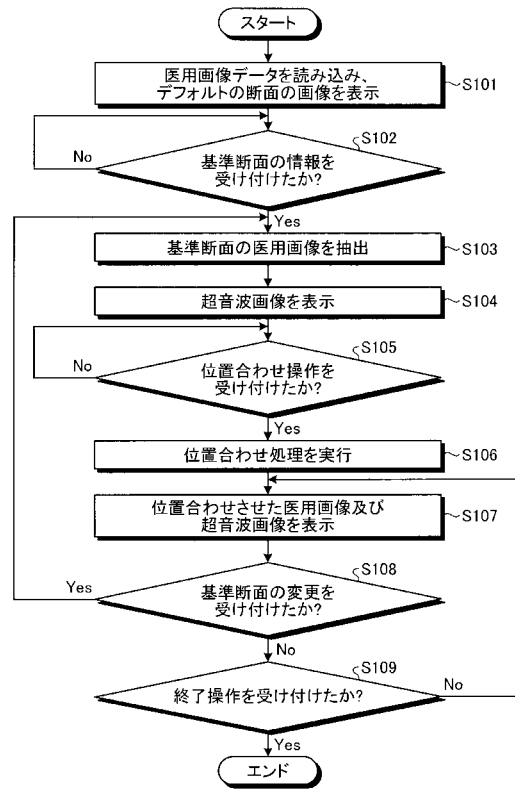 スタート
医用画像データを読み込み、
デフォルトの断面の画像を表示
S101
S102
No
基準断面の情報を
受け付けたか?
Yes
基準断面の医用画像を抽出
S103
超音波画像を表示
S104
S105
No
位置合わせ操作を
受け付けたか?
Yes
位置合わせ処理を実行
S106
位置合わせさせた医用画像及び
超音波画像を表示
S107
S108
Yes
基準断面の変更を
受け付けたか?
No
S109
終了操作を受け付けたか?
No
Yes
エンド